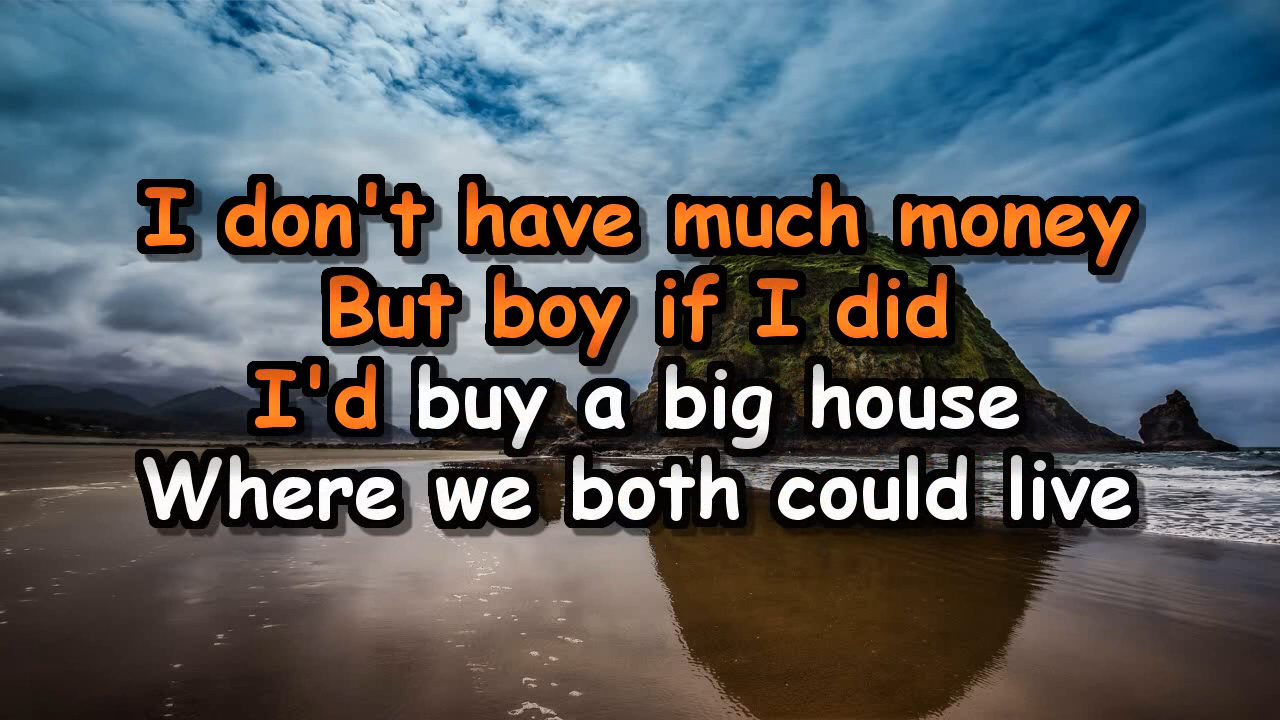 I don't have much money
But boy if I did
I'd buy a big house
Where we both could live